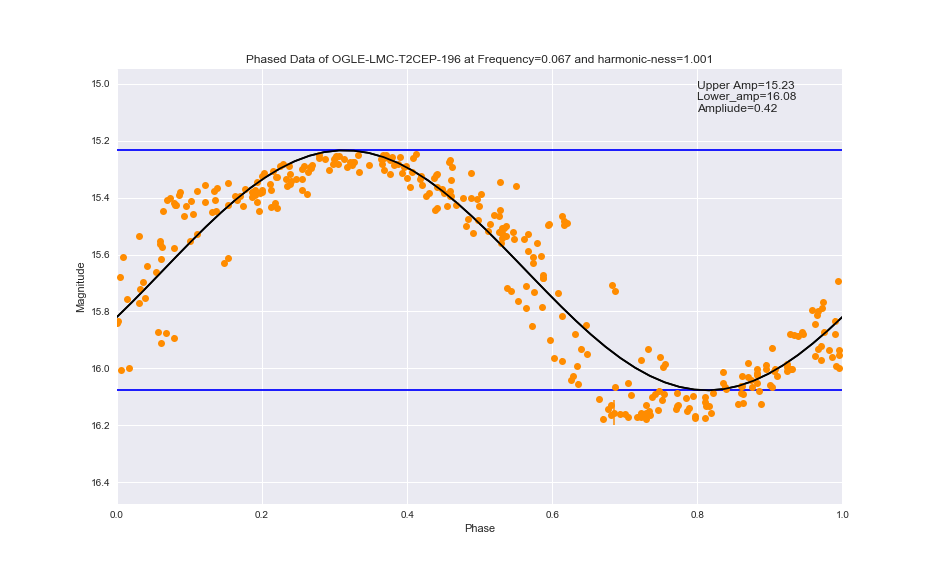 Phased Data of OGLE-LMC-T2CEP-196 at Frequency=0.067 and harmonic-ness=1.001
Upper Amp=15.23
Lower_amp=16.08
Ampliude=0.42
Magnitude
15.0
15.2
15.4
15.6
15.8
16.0
16.2
16.4
0.0
0.2
0.4
0.6
0.8
1.0
Phase